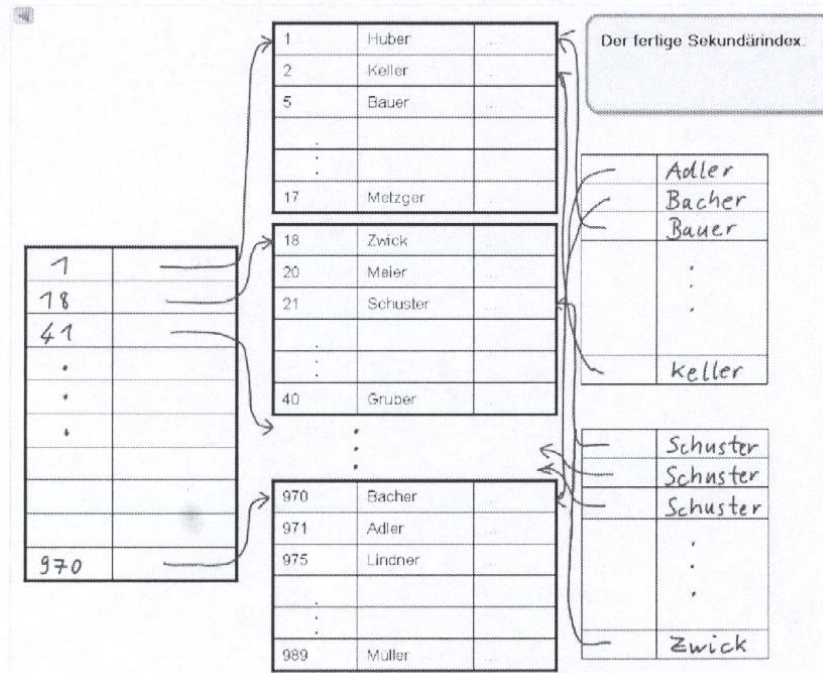 Der fertige Sekundärindex.
1
18
41
970
1 Huber ...
2 Keller ...
5 Bauer ...
17 Metzger ...
18 Zwick ...
20 Meier ...
21 Schuster ...
40 Gruber ...
970 Bacher ...
971 Adler ...
975 Lindner ...
989 Müller ...
Adler
Bacher
Bauer
Keller
Schuster
Schuster
Schuster
Zwick